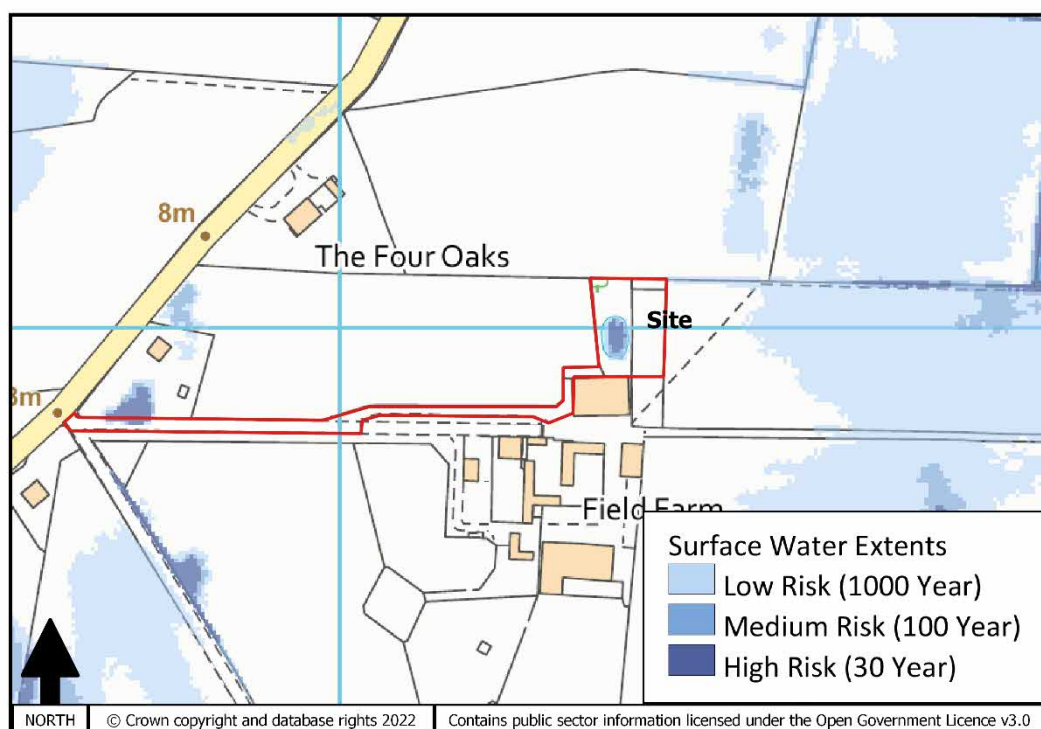 8m
The Four Oaks
Site
3m
Field Farm
Surface Water Extents
Low Risk (1000 Year)
Medium Risk (100 Year)
High Risk (30 Year)
NORTH
© Crown copyright and database rights 2022
Contains public sector information licensed under the Open Government Licence v3.0